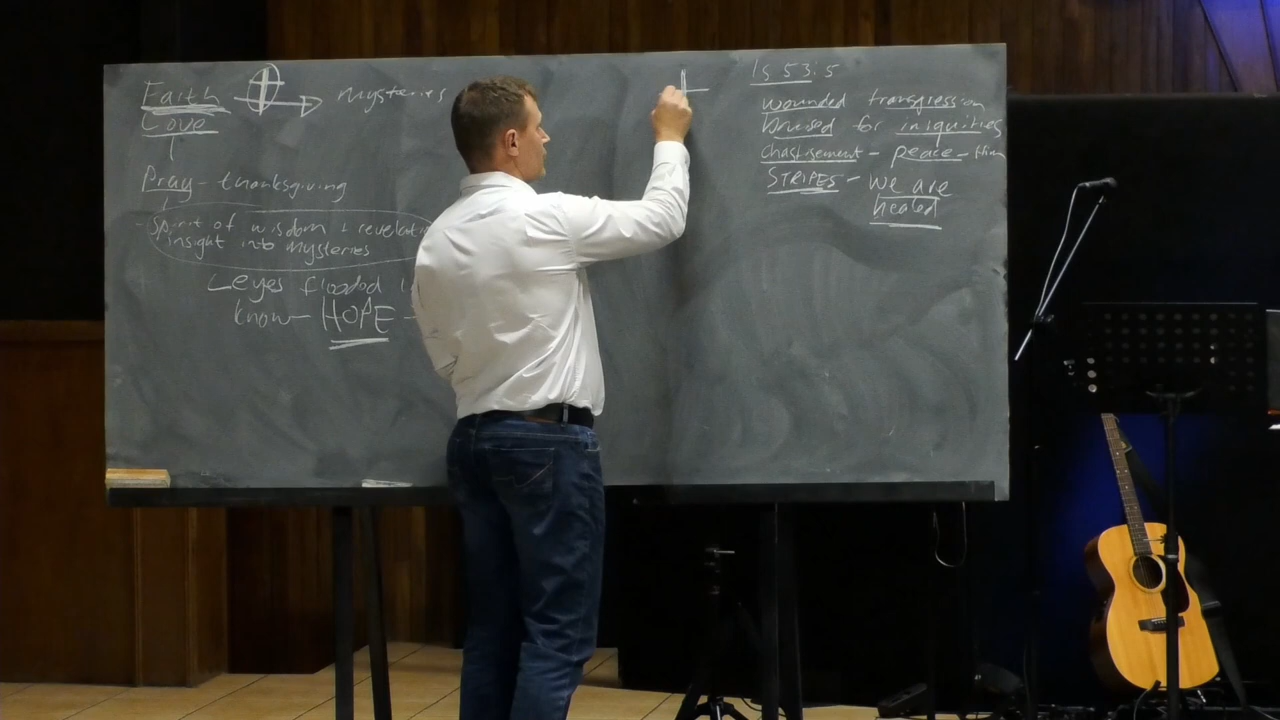 Faith mysteries
Love
Pray - thanksgiving
- Spirit of wisdom + revelatio
insight into mysteries
eyes flooded
know - HOPE -
Is 53:5
wounded transgression
bruised for iniquities
chastisement - peace - Him
STRIPES - we are
healed